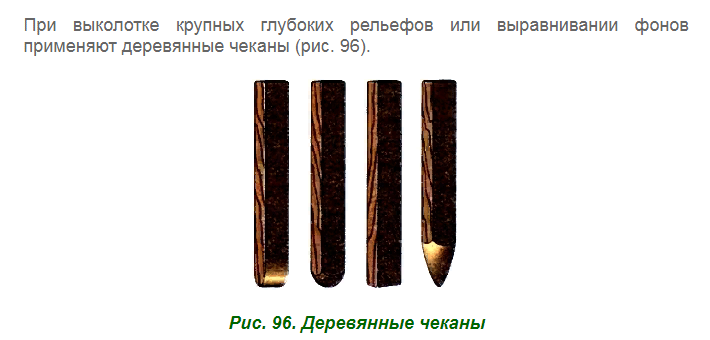 При выколотке крупных глубоких рельефов или выравнивании фонов
применяют деревянные чеканы (рис. 96).
Рис. 96. Деревянные чеканы